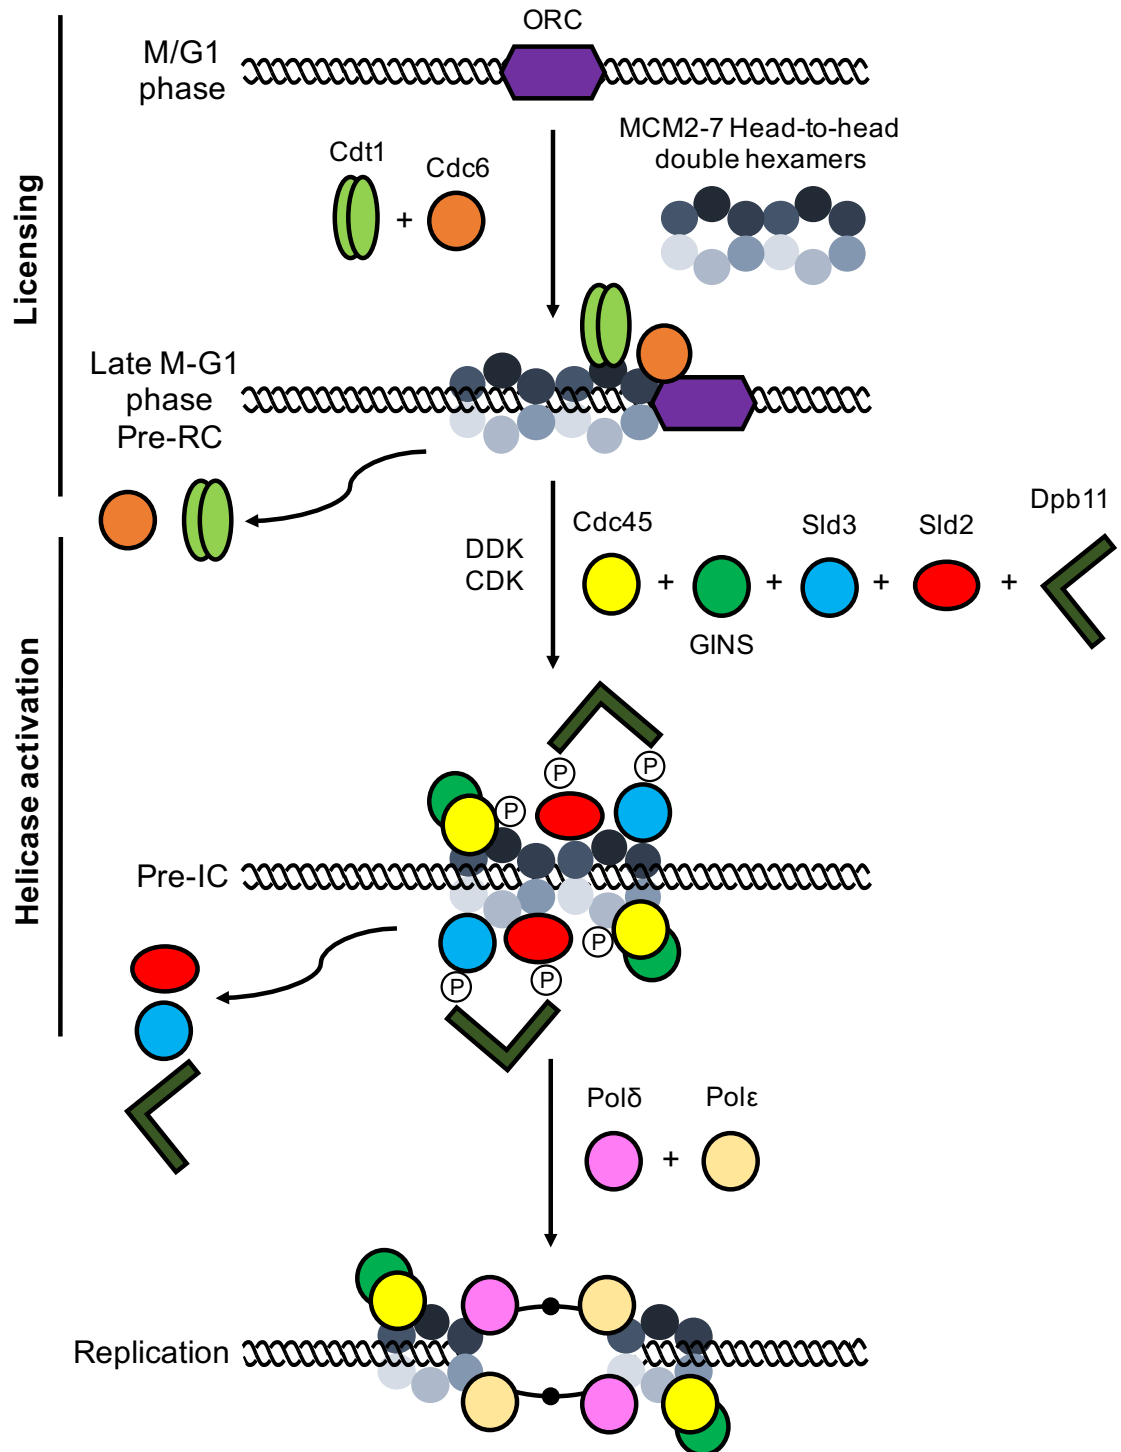 ORC
M/G1
phase
MCM2-7 Head-to-head
double hexamers
Cdt1
Cdc6
+
Licensing
Late M-G1
phase
Pre-RC
Dpb11
Cdc45
Sld3
Sld2
DDK
CDK
+
+
+
+
GINS
Helicase activation
P
P
P
Pre-IC
P
P
P
Polδ
Polε
+
Replication